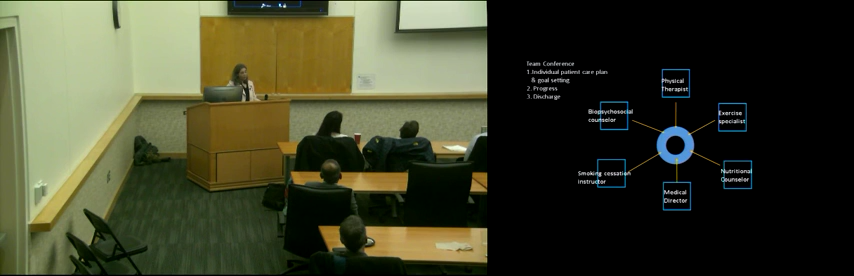 Team Conference
1.Individual patient care plan
& goal setting
2. Progress
3. Discharge
Physical
Therapist
Biopsychosocial
counselor
Exercise
specialist
Smoking cessation
instructor
Nutritional
Counselor
Medical
Director